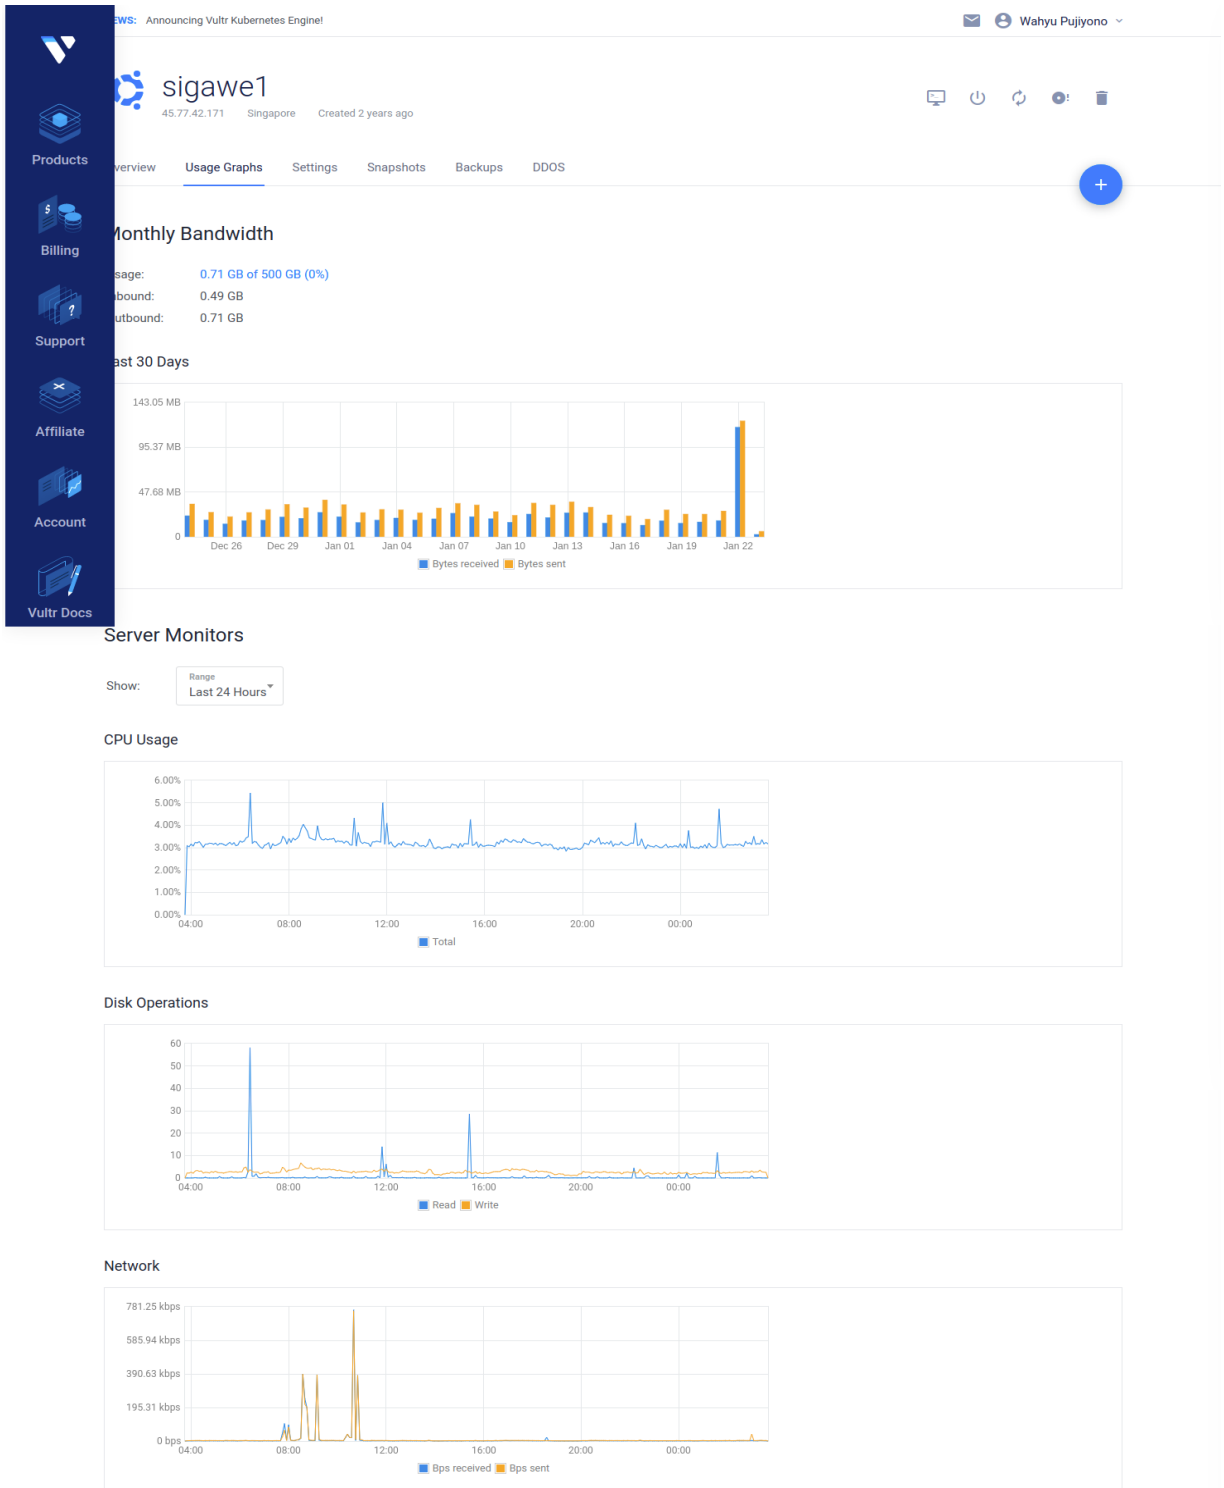 EWS: Announcing Vultr Kubernetes Engine!
Wahyu Pujiyono
sigawe1
45.77.42.171 Singapore Created 2 years ago
Products
Billing
Support
Affiliate
Account
Vultr Docs
verview Usage Graphs Settings Snapshots Backups DDOS
+
Monthly Bandwidth
sage: 0.71 GB of 500 GB (0%)
bound: 0.49 GB
utbound: 0.71 GB
ast 30 Days
143.05 MB
95.37 MB
47.68 MB
0
Dec 26 Dec 29 Jan 01 Jan 04 Jan 07 Jan 10 Jan 13 Jan 16 Jan 19 Jan 22
Bytes received Bytes sent
Server Monitors
Show:
Range
Last 24 Hours
CPU Usage
6.00%
5.00%
4.00%
3.00%
2.00%
1.00%
0.00%
04:00 08:00 12:00 16:00 20:00 00:00
Total
Disk Operations
60
50
40
30
20
10
0
04:00 08:00 12:00 16:00 20:00 00:00
Read Write
Network
781.25 kbps
585.94 kbps
390.63 kbps
195.31 kbps
0 bps
04:00 08:00 12:00 16:00 20:00 00:00
Bps received Bps sent